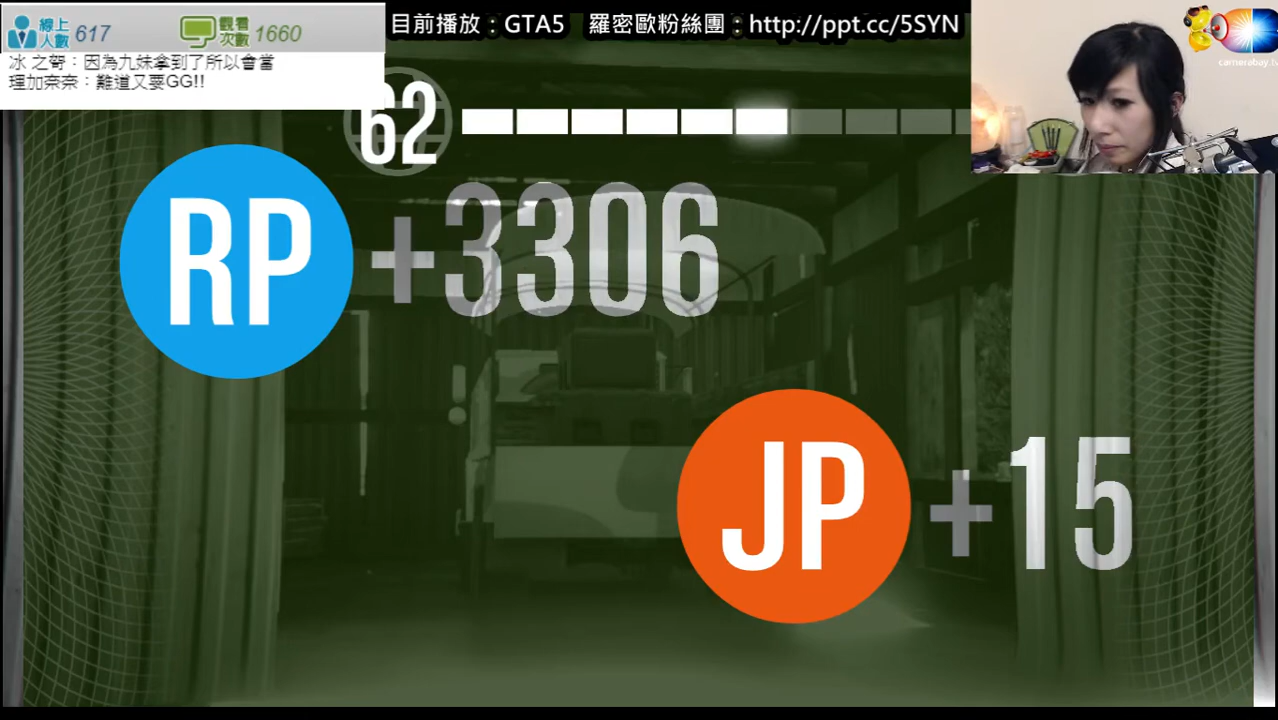 線上人數 617 觀看次數 1660
目前播放：GTA5 羅密歐粉絲團：http://ppt.cc/5SYN
冰 之哿：因為九妹拿到了所以會當
理加奈奈：難道又要GG!!
camerabay.tv
62
RP +3306
JP +15